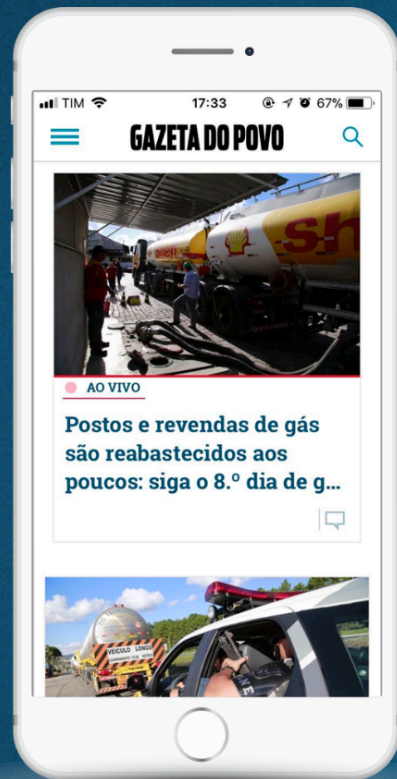 TIM 17:33 67%
GAZETA DO POVO
Shell
AO VIVO
Postos e revendas de gás
são reabastecidos aos
poucos: siga o 8.º dia de g...
VEÍCULO LONGO